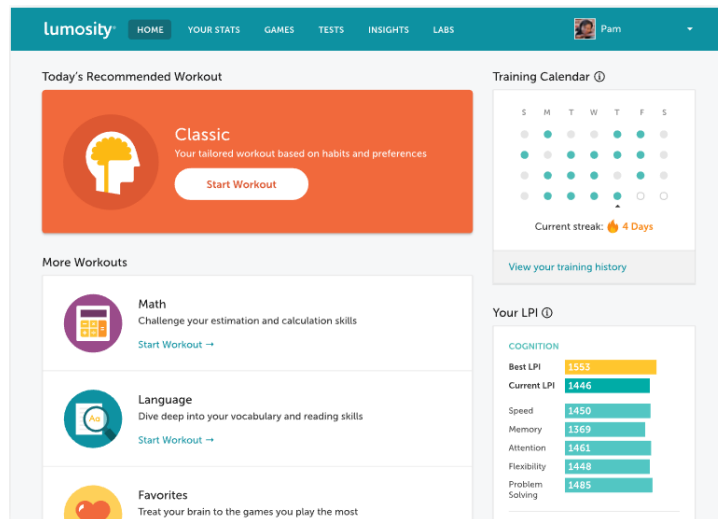 lumosity
HOME YOUR STATS GAMES TESTS INSIGHTS LABS
Pam
Today's Recommended Workout
Classic
Your tailored workout based on habits and preferences
Start Workout
More Workouts
Math
Challenge your estimation and calculation skills
Start Workout →
Aa
Language
Dive deep into your vocabulary and reading skills
Start Workout →
Favorites
Treat your brain to the games you play the most
Training Calendar
S M T W T F S
Current streak: 4 Days
View your training history
Your LPI
COGNITION
Best LPI 1553
Current LPI 1446
Speed 1450
Memory 1369
Attention 1461
Flexibility 1448
Problem
Solving 1485